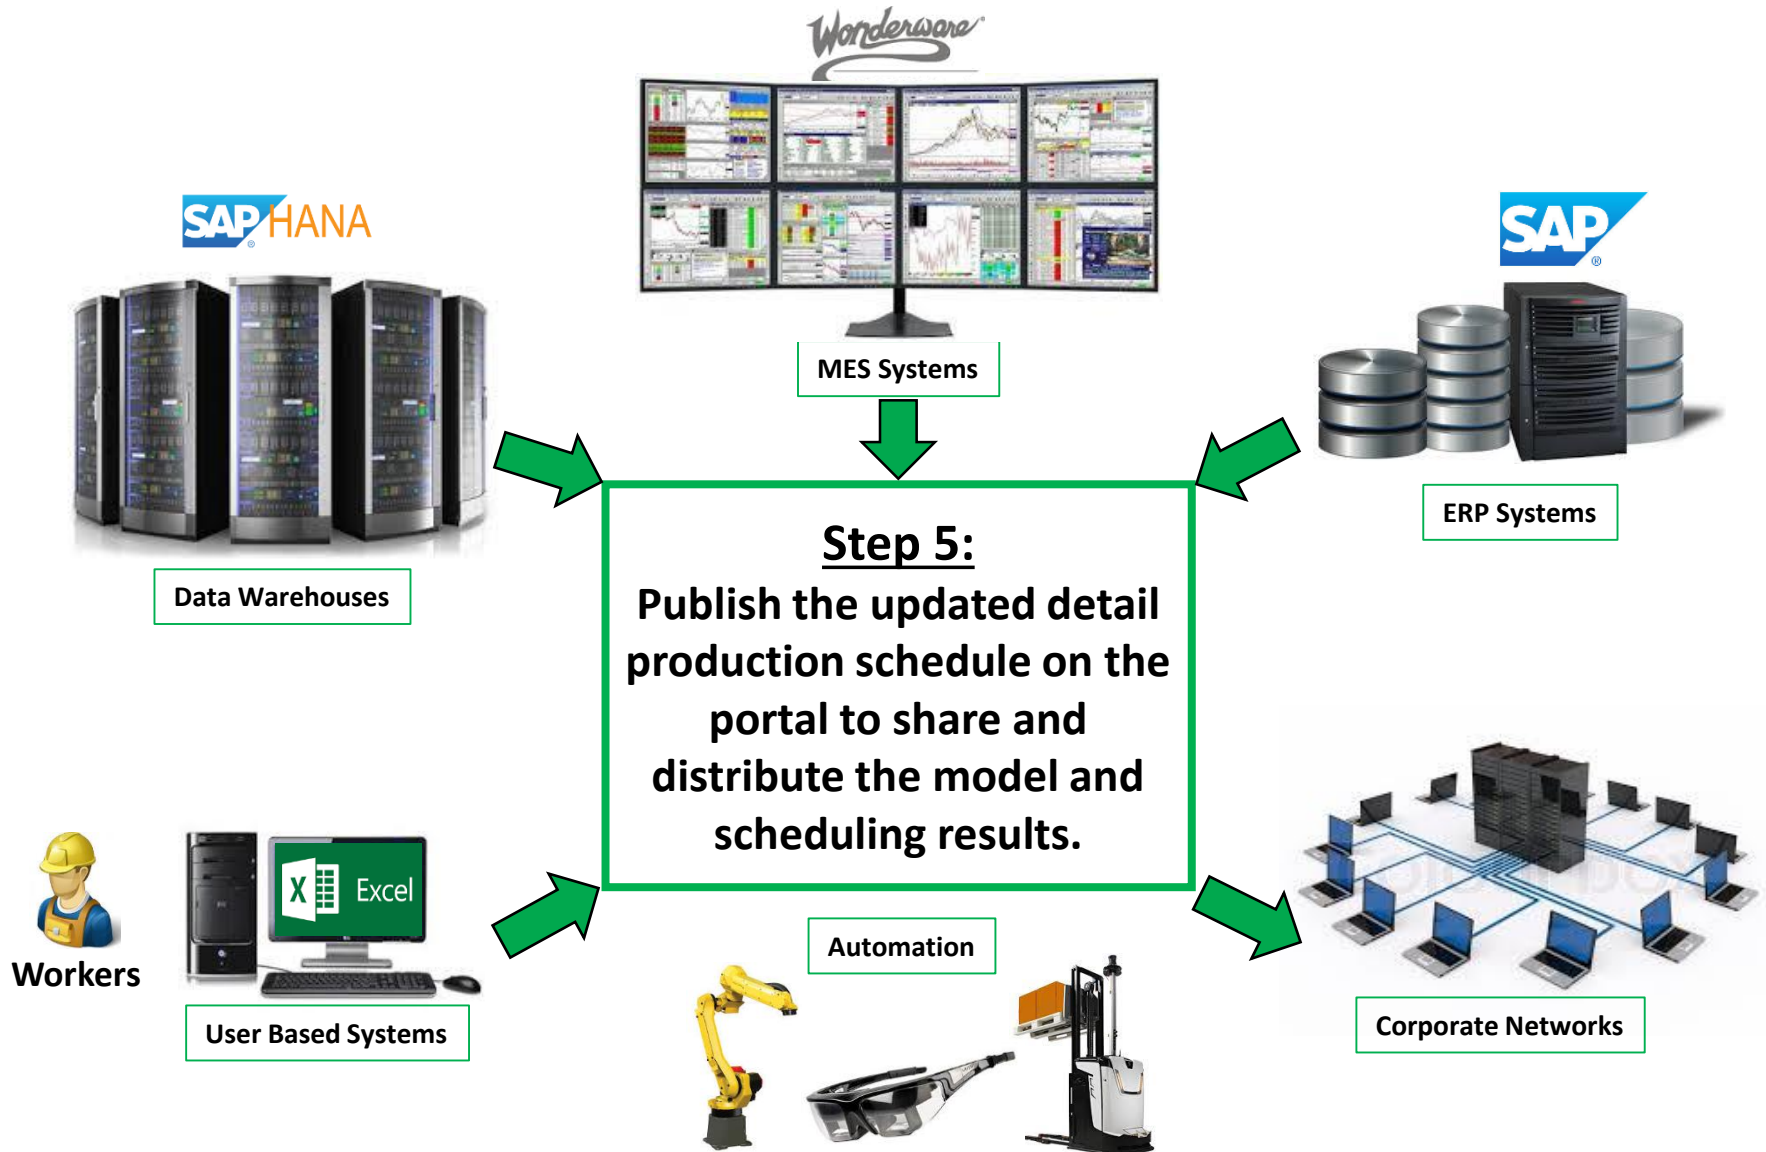 Wonderware
SAP HANA
SAP
®
MES Systems
ERP Systems
Data Warehouses
Step 5:
Publish the updated detail
production schedule on the
portal to share and
distribute the model and
scheduling results.
X
Excel
Workers
User Based Systems
Automation
Corporate Networks